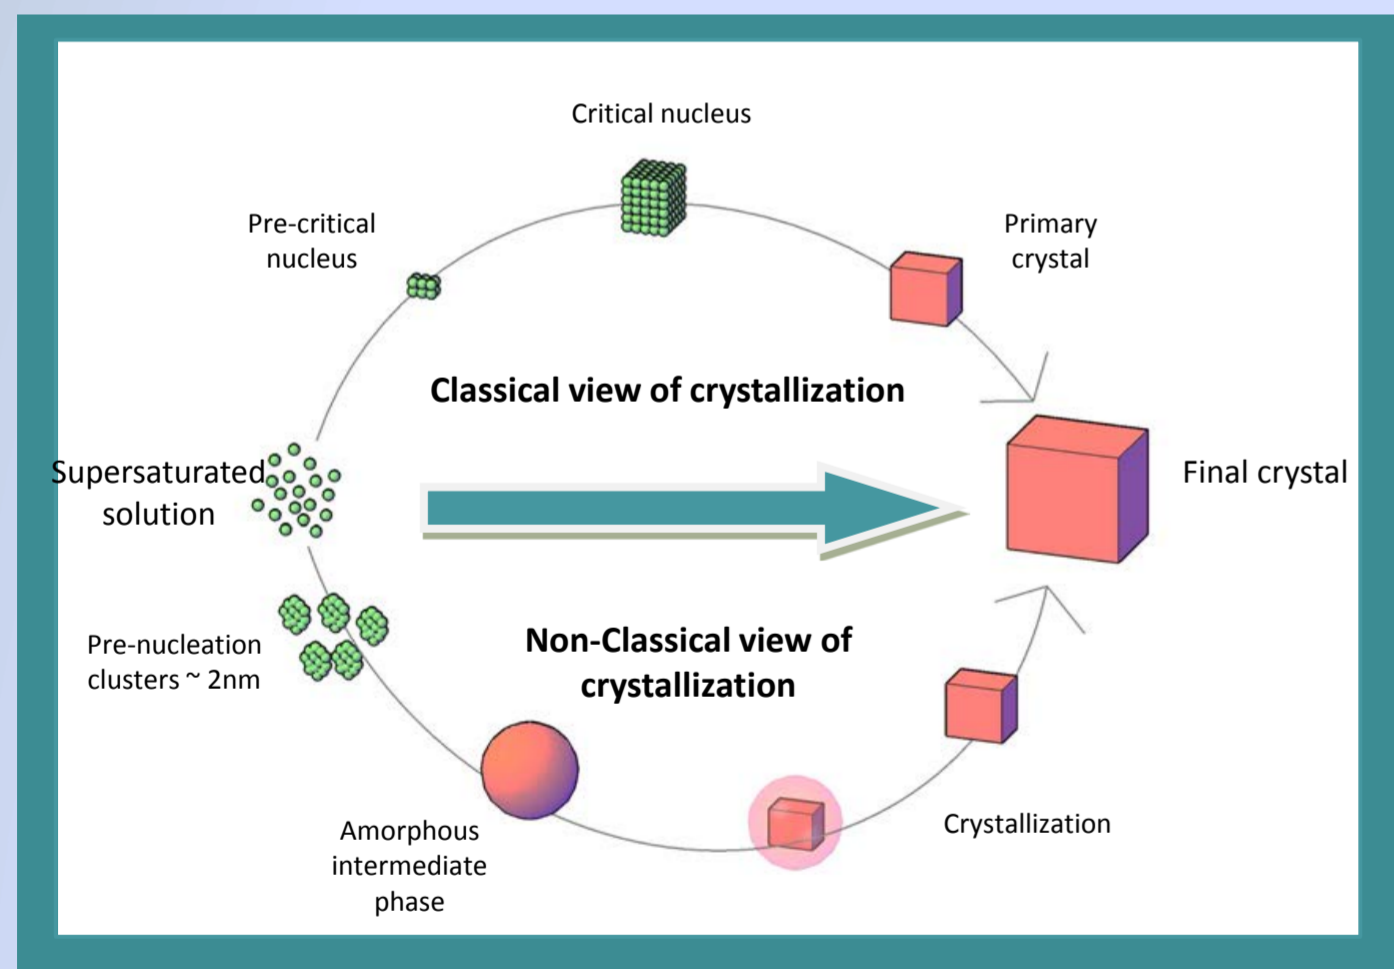 Critical nucleus
Pre-critical
nucleus
Primary
crystal
Classical view of crystallization
Supersaturated
solution
Final crystal
Pre-nucleation
clusters ~ 2nm
Non-Classical view of
crystallization
Amorphous
intermediate
phase
Crystallization